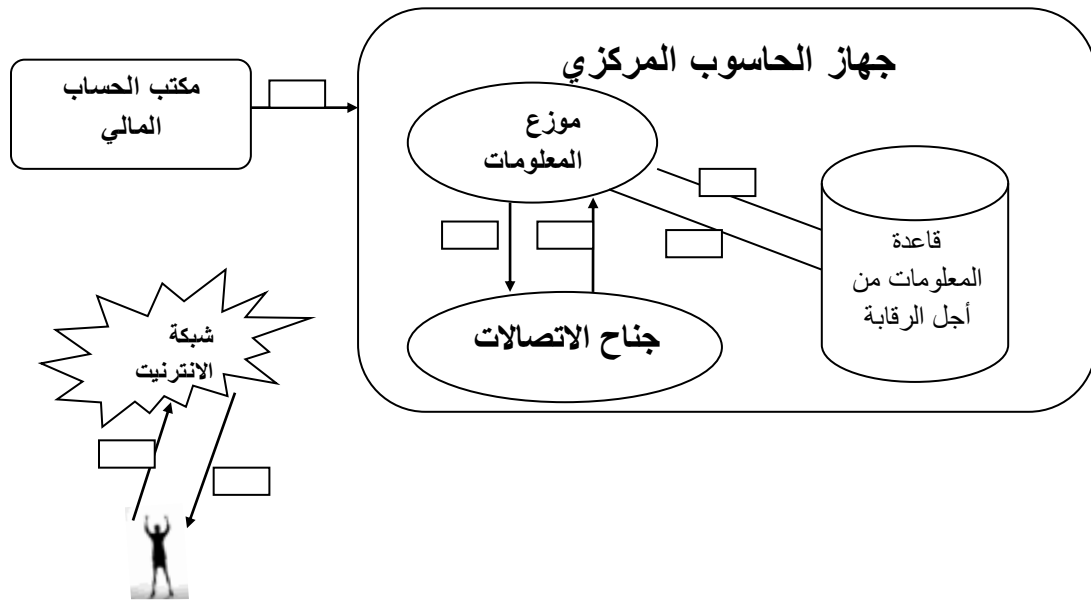 جهاز الحاسوب المركزي
مكتب الحساب
المالي
موزع
المعلومات
قاعدة
المعلومات من
أجل الرقابة
جناح الاتصالات
شبكة
الانترنيت